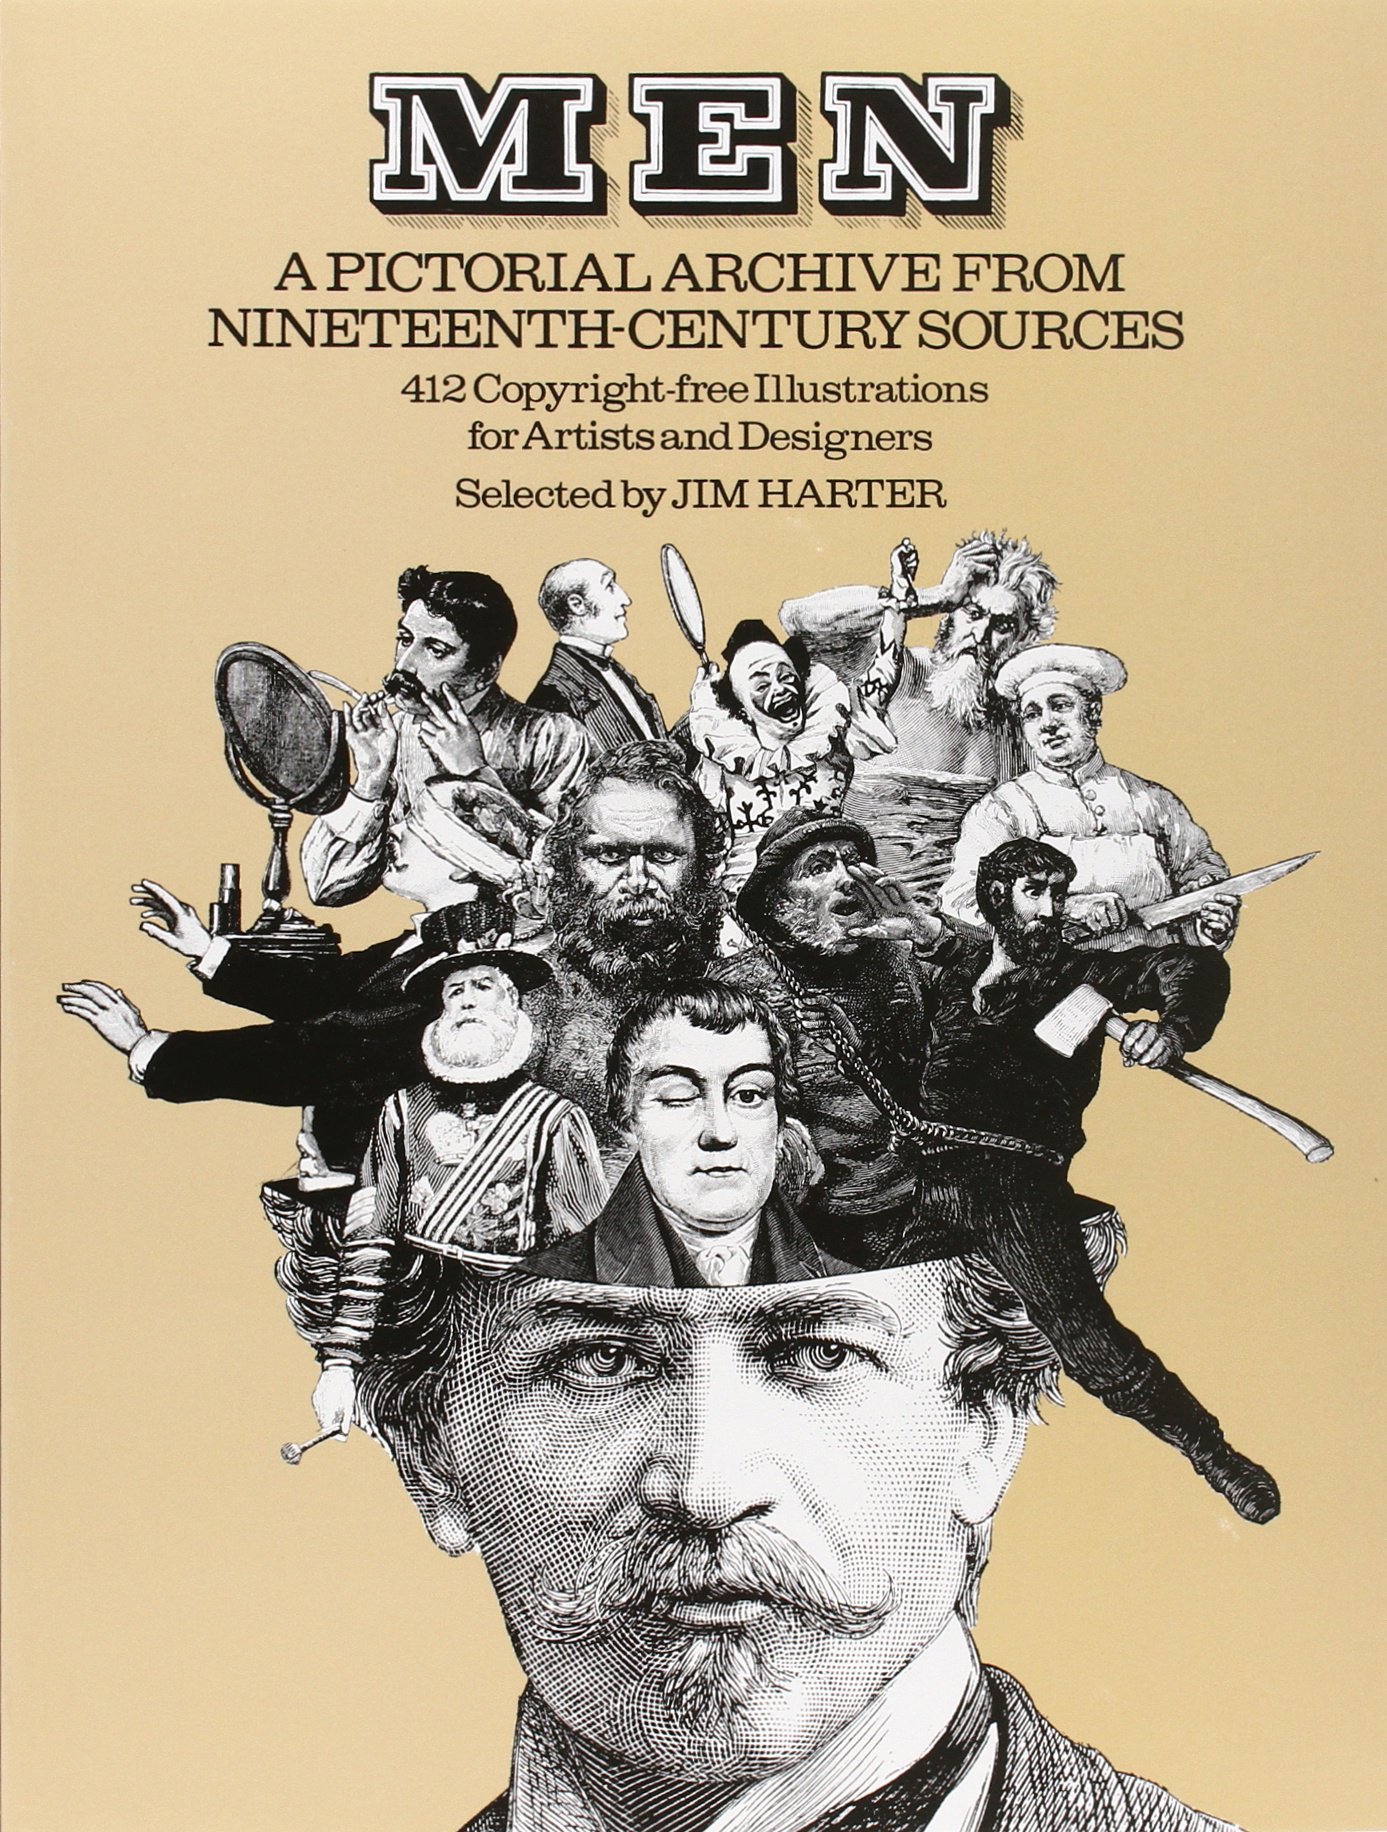 MEN
A PICTORIAL ARCHIVE FROM
NINETEENTH-CENTURY SOURCES
412 Copyright-free Illustrations
for Artists and Designers
Selected by JIM HARTER